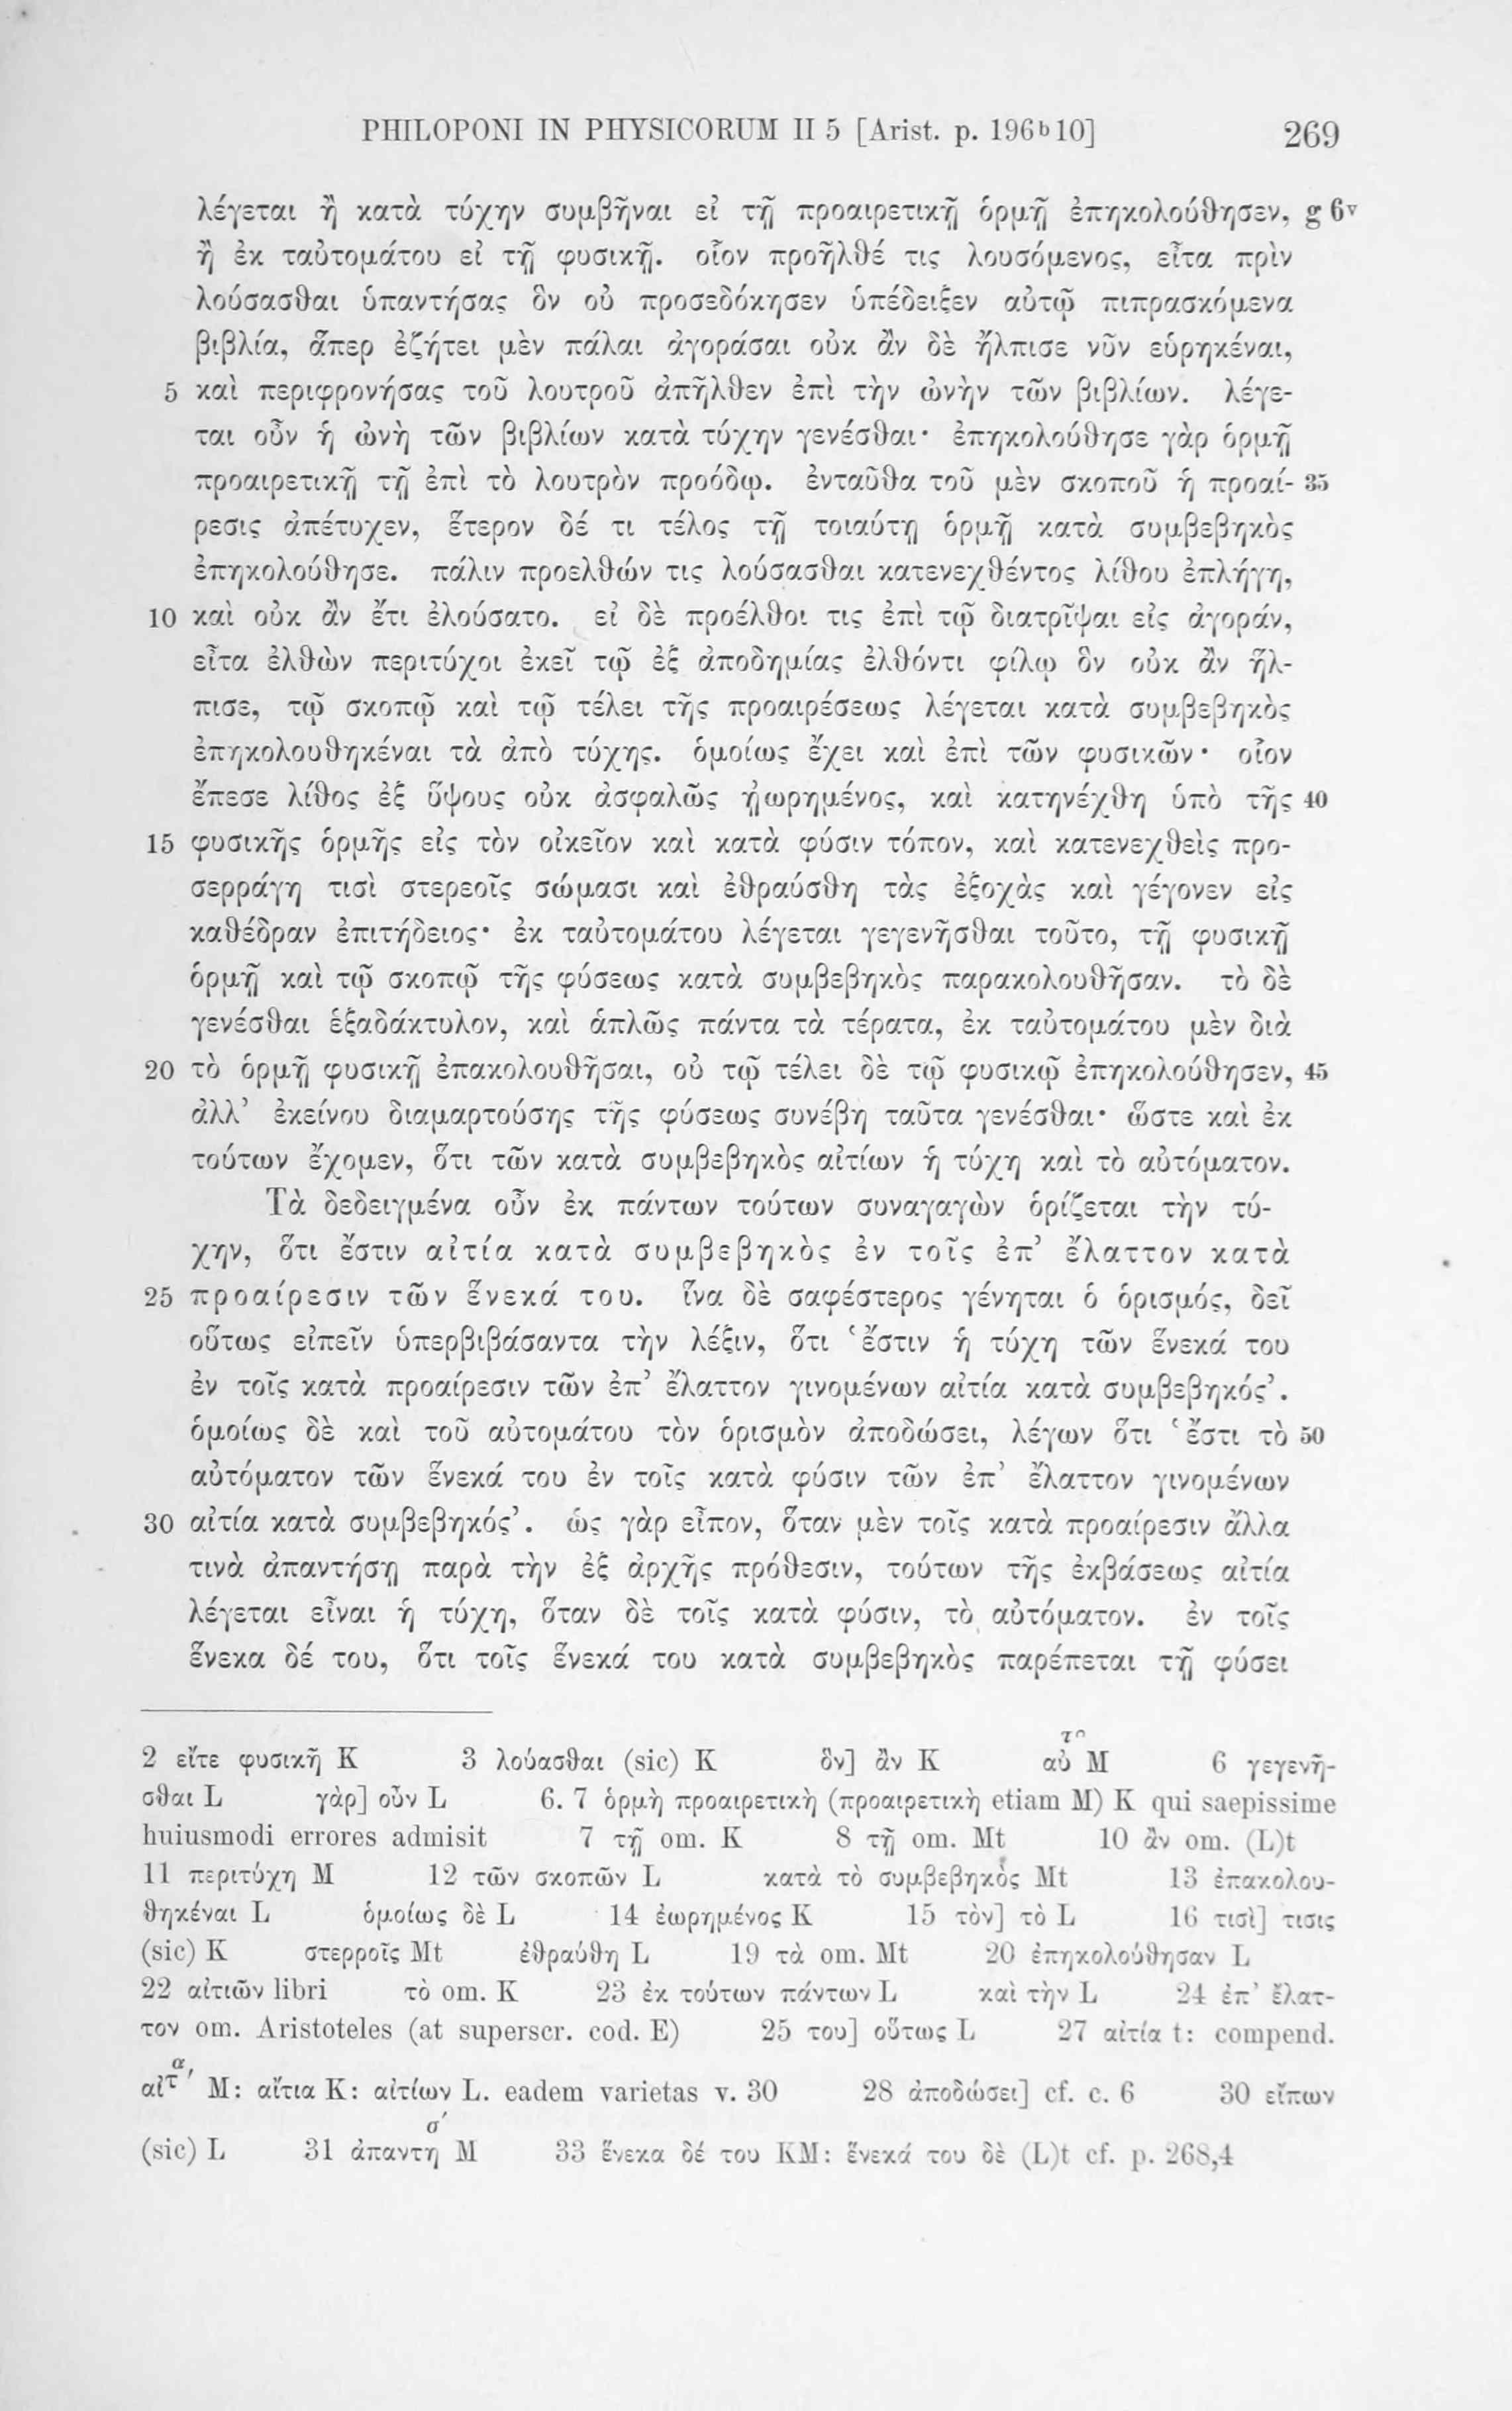 PHILOPONI IN PHYSICORUM II 5 [Arist. p. 196ᵇ10] 269
λέγεται ἢ κατὰ τύχην συμβῆναι εἰ τῇ προαιρετικῇ ὁρμῇ ἐπηκολούθησεν, g 6ᵛ
ἢ ἐκ ταὐτομάτου εἰ τῇ φυσικῇ. οἷον προῆλθέ τις λουσόμενος, εἶτα πρὶν
λούσασθαι ὑπαντήσας ὃν οὐ προσεδόκησεν ὑπέδειξεν αὐτῷ πιπρασκόμενα
βιβλία, ἅπερ ἐζήτει μὲν πάλαι ἀγοράσαι οὐκ ἂν δὲ ἤλπισε νῦν εὑρηκέναι,
5 καὶ περιφρονήσας τοῦ λουτροῦ ἀπῆλθεν ἐπὶ τὴν ὠνὴν τῶν βιβλίων. λέγε-
ται οὖν ἡ ὠνὴ τῶν βιβλίων κατὰ τύχην γενέσθαι· ἐπηκολούθησε γὰρ ὁρμῇ
προαιρετικῇ τῇ ἐπὶ τὸ λουτρὸν προόδῳ. ἐνταῦθα τοῦ μὲν σκοποῦ ἡ προαί- 35
ρεσις ἀπέτυχεν, ἕτερον δέ τι τέλος τῇ τοιαύτῃ ὁρμῇ κατὰ συμβεβηκὸς
ἐπηκολούθησε. πάλιν προελθών τις λούσασθαι κατενεχθέντος λίθου ἐπλήγη,
10 καὶ οὐκ ἂν ἔτι ἐλούσατο. εἰ δὲ προέλθοι τις ἐπὶ τῷ διατρῖψαι εἰς ἀγοράν,
εἶτα ἐλθὼν περιτύχοι ἐκεῖ τῷ ἐξ ἀποδημίας ἐλθόντι φίλῳ ὃν οὐκ ἂν ἤλ-
πισε, τῷ σκοπῷ καὶ τῷ τέλει τῆς προαιρέσεως λέγεται κατὰ συμβεβηκὸς
ἐπηκολουθηκέναι τὰ ἀπὸ τύχης. ὁμοίως ἔχει καὶ ἐπὶ τῶν φυσικῶν· οἷον
ἔπεσε λίθος ἐξ ὕψους οὐκ ἀσφαλῶς ᾐωρημένος, καὶ κατηνέχθη ὑπὸ τῆς 40
15 φυσικῆς ὁρμῆς εἰς τὸν οἰκεῖον καὶ κατὰ φύσιν τόπον, καὶ κατενεχθεὶς προ-
σερράγη τισὶ στερεοῖς σώμασι καὶ ἐθραύσθη τὰς ἐξοχὰς καὶ γέγονεν εἰς
καθέδραν ἐπιτήδειος· ἐκ ταὐτομάτου λέγεται γεγενῆσθαι τοῦτο, τῇ φυσικῇ
ὁρμῇ καὶ τῷ σκοπῷ τῆς φύσεως κατὰ συμβεβηκὸς παρακολουθῆσαν. τὸ δὲ
γενέσθαι ἑξαδάκτυλον, καὶ ἁπλῶς πάντα τὰ τέρατα, ἐκ ταὐτομάτου μὲν διὰ
20 τὸ ὁρμῇ φυσικῇ ἐπακολουθῆσαι, οὐ τῷ τέλει δὲ τῷ φυσικῷ ἐπηκολούθησεν, 45
ἀλλ’ ἐκείνου διαμαρτούσης τῆς φύσεως συνέβη ταῦτα γενέσθαι· ὥστε καὶ ἐκ
τούτων ἔχομεν, ὅτι τῶν κατὰ συμβεβηκὸς αἰτίων ἡ τύχη καὶ τὸ αὐτόματον.
Τὰ δεδειγμένα οὖν ἐκ πάντων τούτων συναγαγὼν ὁρίζεται τὴν τύ-
χην, ὅτι ἔστιν αἰτία κατὰ συμβεβηκὸς ἐν τοῖς ἐπ’ ἔλαττον κατὰ
25 προαίρεσιν τῶν ἕνεκά του. ἵνα δὲ σαφέστερος γένηται ὁ ὁρισμός, δεῖ
οὕτως εἰπεῖν ὑπερβιβάσαντα τὴν λέξιν, ὅτι ‘ἔστιν ἡ τύχη τῶν ἕνεκά του
ἐν τοῖς κατὰ προαίρεσιν τῶν ἐπ’ ἔλαττον γινομένων αἰτία κατὰ συμβεβηκός’.
ὁμοίως δὲ καὶ τοῦ αὐτομάτου τὸν ὁρισμὸν ἀποδώσει, λέγων ὅτι ‘ἔστι τὸ 50
αὐτόματον τῶν ἕνεκά του ἐν τοῖς κατὰ φύσιν τῶν ἐπ’ ἔλαττον γινομένων
30 αἰτία κατὰ συμβεβηκός’. ὡς γὰρ εἶπον, ὅταν μὲν τοῖς κατὰ προαίρεσιν ἄλλα
τινὰ ἀπαντήσῃ παρὰ τὴν ἐξ ἀρχῆς πρόθεσιν, τούτων τῆς ἐκβάσεως αἰτία
λέγεται εἶναι ἡ τύχη, ὅταν δὲ τοῖς κατὰ φύσιν, τὸ αὐτόματον. ἐν τοῖς
ἕνεκα δέ του, ὅτι τοῖς ἕνεκά του κατὰ συμβεβηκὸς παρέπεται τῇ φύσει
2 εἴτε φυσικῇ K 3 λούασθαι (sic) K ὃν] ἂν K αὐτῶ M 6 γεγενῆ-
σθαι L γὰρ] οὖν L 6. 7 ὁρμὴ προαιρετικὴ (προαιρετικὴ etiam M) K qui saepissime
huiusmodi errores admisit 7 τῇ om. K 8 τῇ om. Mt 10 ἂν om. (L)t
11 περιτύχη M 12 τῶν σκοπῶν L κατὰ τὸ συμβεβηκὸς Mt 13 ἐπακολου-
θηκέναι L ὁμοίως δὲ L 14 ἑωρημένος K 15 τὸν] τὸ L 16 τισὶ] τισις
(sic) K στερροῖς Mt ἐθραύθη L 19 τὰ om. Mt 20 ἐπηκολούθησαν L
22 αἰτιῶν libri τὸ om. K 23 ἐκ τούτων πάντων L καὶ τὴν L 24 ἐπ’ ἔλατ-
τον om. Aristoteles (at superscr. cod. E) 25 του] οὕτως L 27 αἰτία t: compend.
αἰτα´ M: αἴτια K: αἰτίων L. eadem varietas v. 30 28 ἀποδώσει] cf. c. 6 30 εἴπων
(sic) L 31 ἀπαντησ´ M 33 ἕνεκα δέ του KM: ἕνεκά του δὲ (L)t cf. p. 268,4